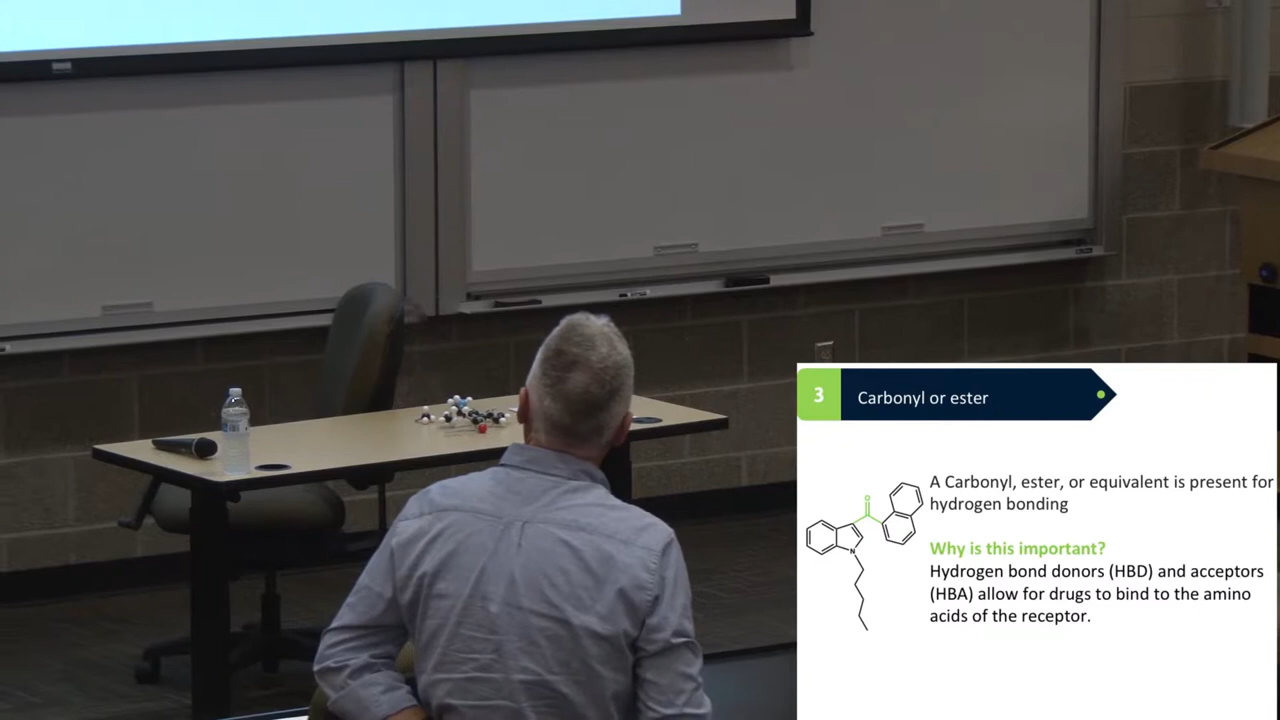 3
Carbonyl or ester
A Carbonyl, ester, or equivalent is present for
hydrogen bonding
O
N
Why is this important?
Hydrogen bond donors (HBD) and acceptors
(HBA) allow for drugs to bind to the amino
acids of the receptor.